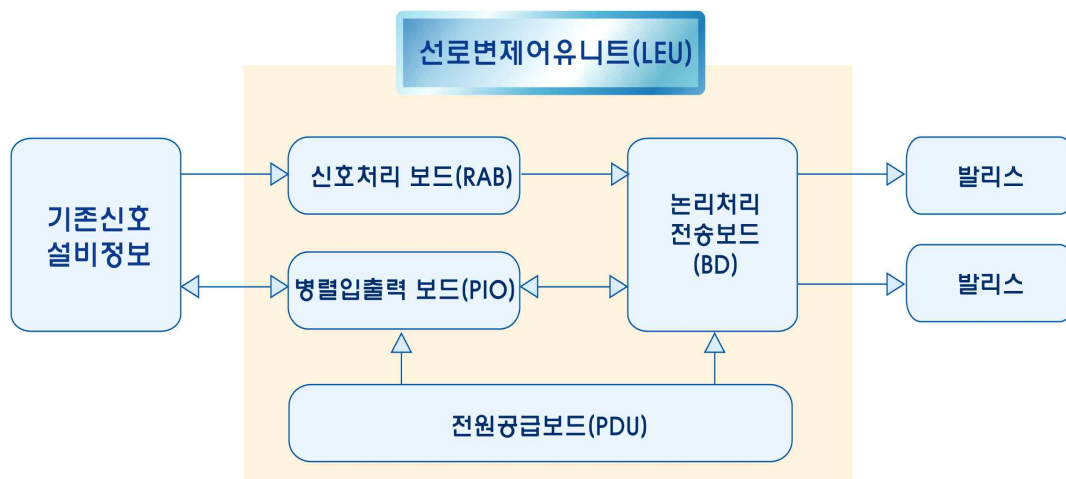 선로변제어유니트(LEU)
기존신호
설비정보
신호처리 보드(RAB)
병렬입출력 보드(PIO)
논리처리
전송보드
(BD)
발리스
발리스
전원공급보드(PDU)